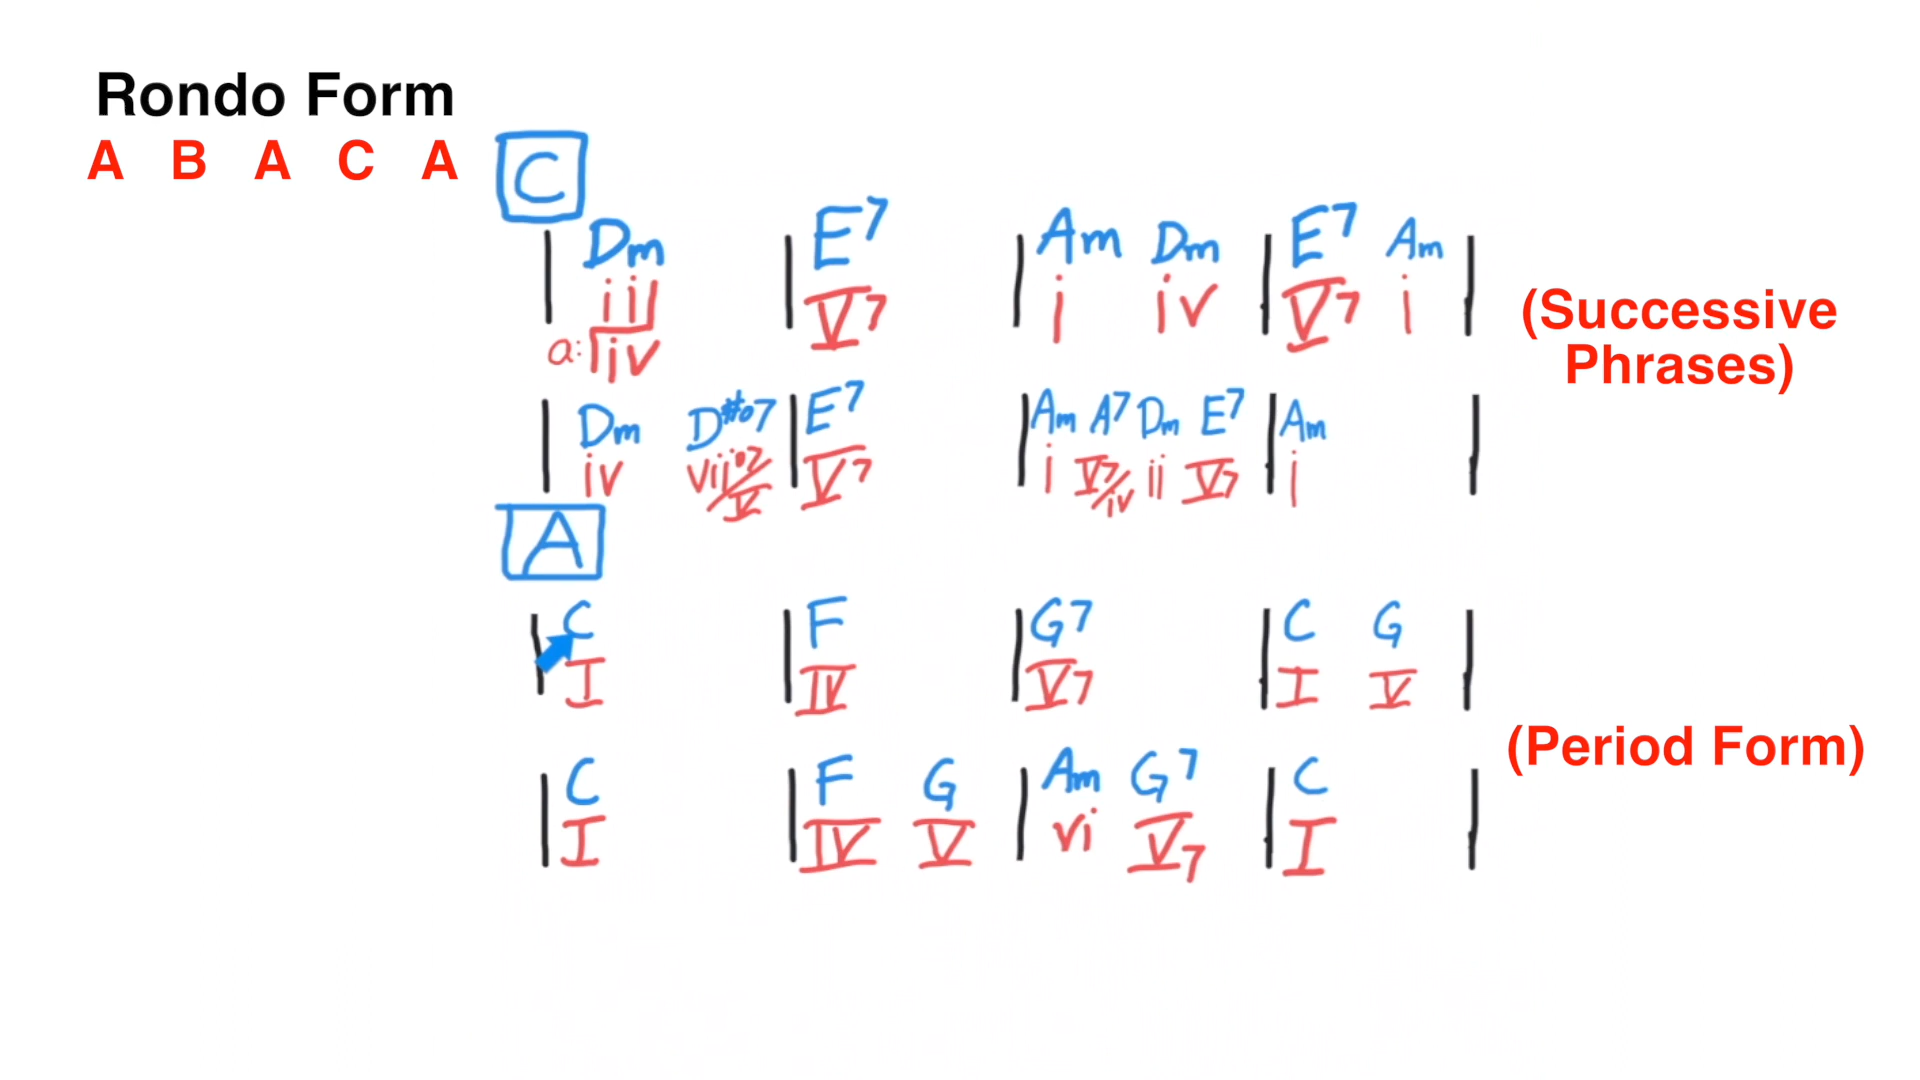 Rondo Form
A B A C A
C
Dm E7 Am Dm E7 Am
iii V7 i iv V7 i
a: iv
(Successive
Phrases)
Dm D#o7 E7 Am A7 Dm E7 Am
iv viio7/V V7 i V7/iv ii V7 i
A
C F G7 C G
I IV V7 I V
(Period Form)
C F G Am G7 C
I IV V vi V7 I